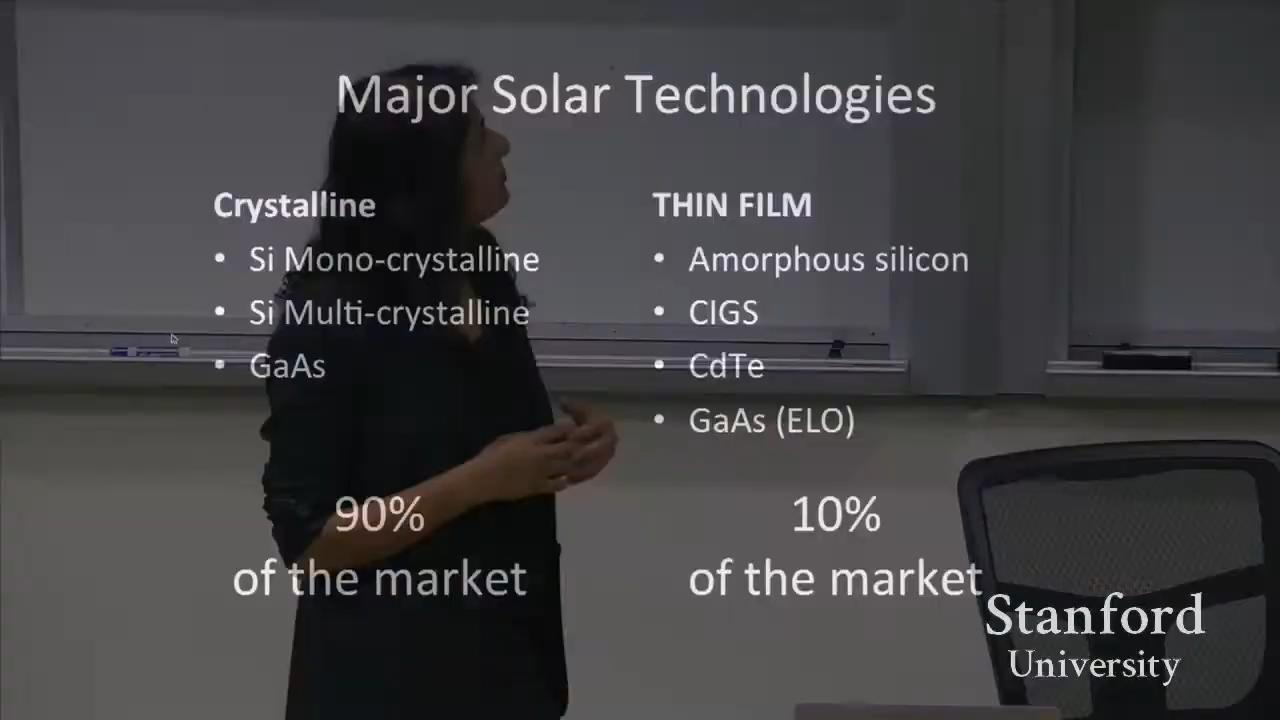 Major Solar Technologies
Crystalline
• Si Mono-crystalline
• Si Multi-crystalline
• GaAs
90%
of the market
THIN FILM
• Amorphous silicon
• CIGS
• CdTe
• GaAs (ELO)
10%
of the market
Stanford
University